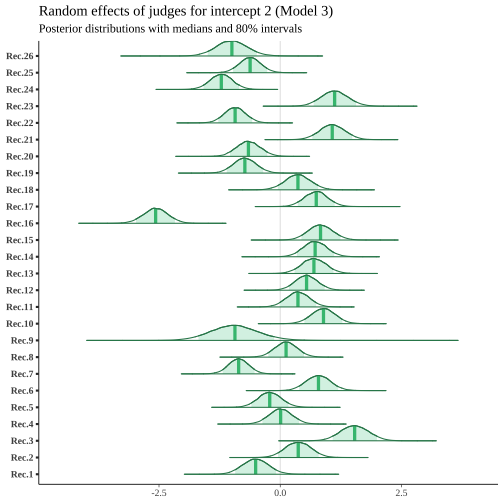 Random effects of judges for intercept 2 (Model 3)
Posterior distributions with medians and 80% intervals
Rec.26
Rec.25
Rec.24
Rec.23
Rec.22
Rec.21
Rec.20
Rec.19
Rec.18
Rec.17
Rec.16
Rec.15
Rec.14
Rec.13
Rec.12
Rec.11
Rec.10
Rec.9
Rec.8
Rec.7
Rec.6
Rec.5
Rec.4
Rec.3
Rec.2
Rec.1
-2.5 0.0 2.5